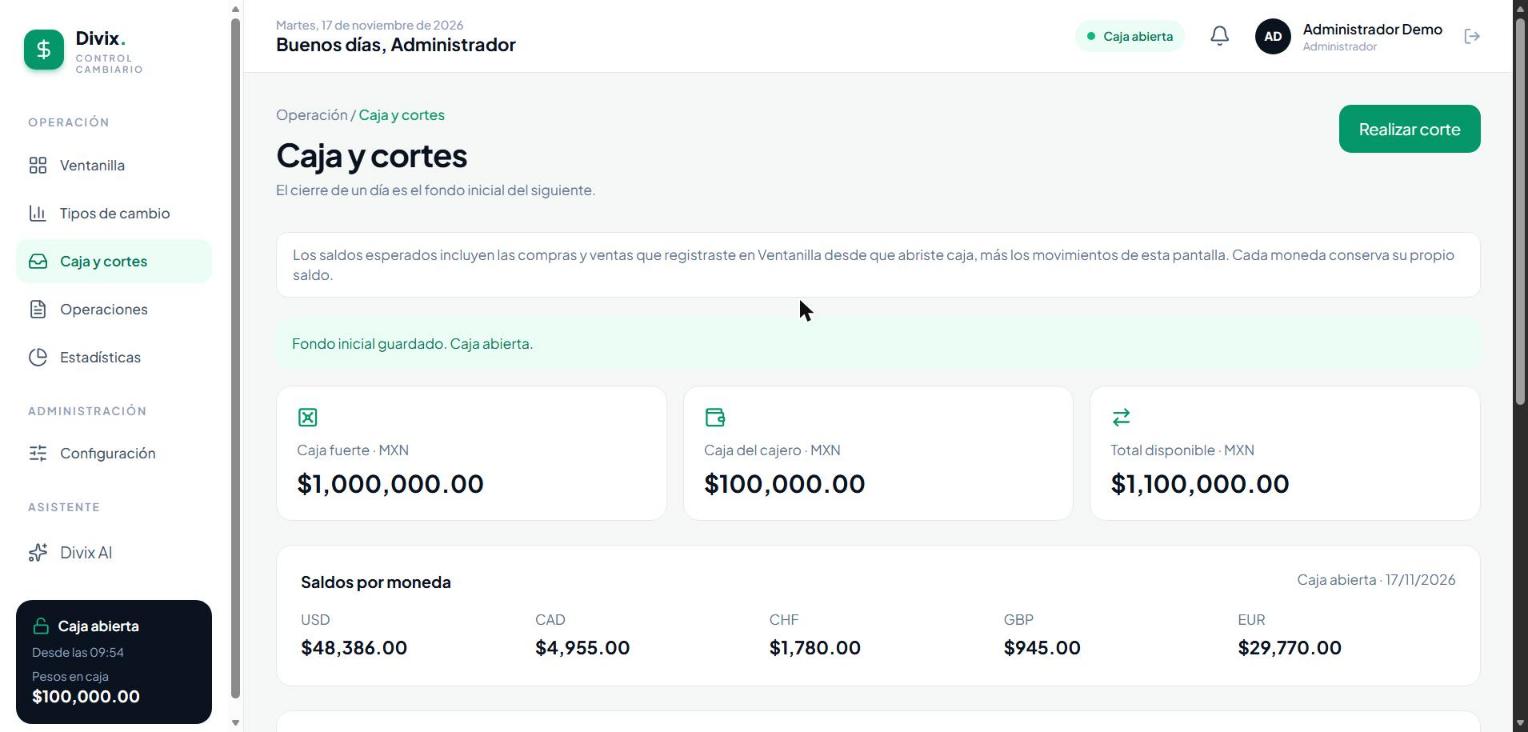 Divix.
CONTROL
CAMBIARIO
OPERACIÓN
Ventanilla
Tipos de cambio
Caja y cortes
Operaciones
Estadísticas
ADMINISTRACIÓN
Configuración
ASISTENTE
Divix AI
Caja abierta
Desde las 09:54
Pesos en caja
$100,000.00
Martes, 17 de noviembre de 2026
Buenos días, Administrador
Caja abierta
AD
Administrador Demo
Administrador
Operación / Caja y cortes
Caja y cortes
El cierre de un día es el fondo inicial del siguiente.
Realizar corte
Los saldos esperados incluyen las compras y ventas que registraste en Ventanilla desde que abriste caja, más los movimientos de esta pantalla. Cada moneda conserva su propio
saldo.
Fondo inicial guardado. Caja abierta.
Caja fuerte · MXN
$1,000,000.00
Caja del cajero · MXN
$100,000.00
Total disponible · MXN
$1,100,000.00
Saldos por moneda
Caja abierta · 17/11/2026
USD
$48,386.00
CAD
$4,955.00
CHF
$1,780.00
GBP
$945.00
EUR
$29,770.00